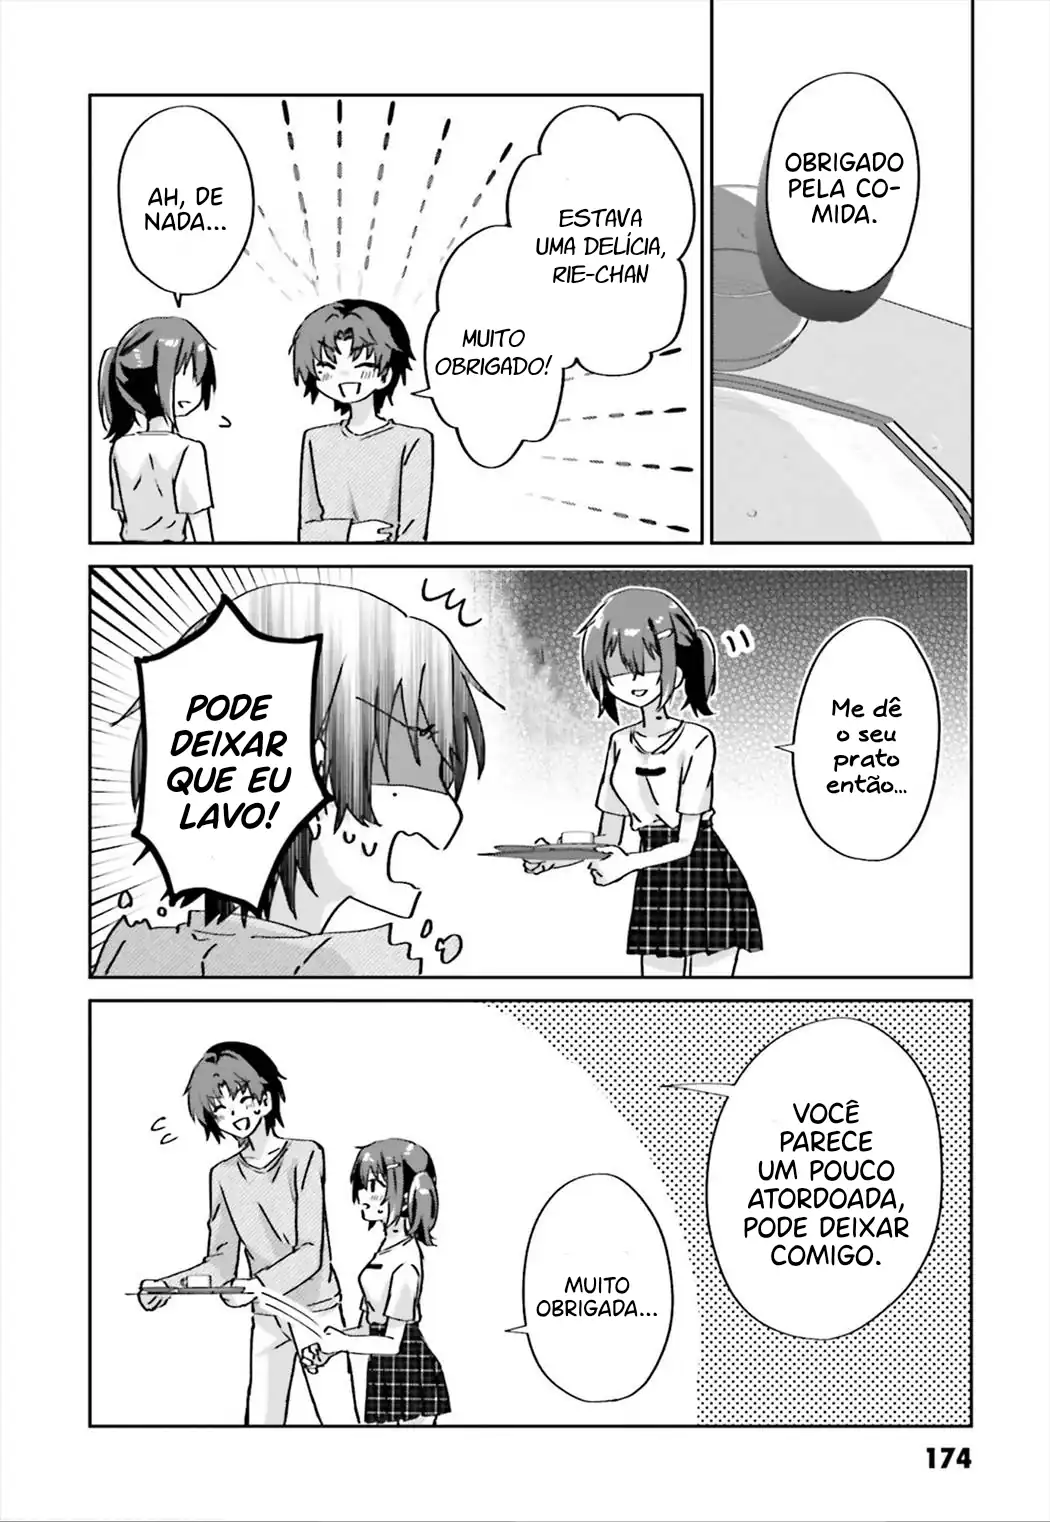 OBRIGADO
PELA CO-
MIDA.
ESTAVA
UMA DELÍCIA,
RIE-CHAN
MUITO
OBRIGADO!
AH, DE
NADA...
Me dê
o seu
prato
então...
PODE
DEIXAR
QUE EU
LAVO!
VOCÊ
PARECE
UM POUCO
ATORDOADA,
PODE DEIXAR
COMIGO.
MUITO
OBRIGADA...
174